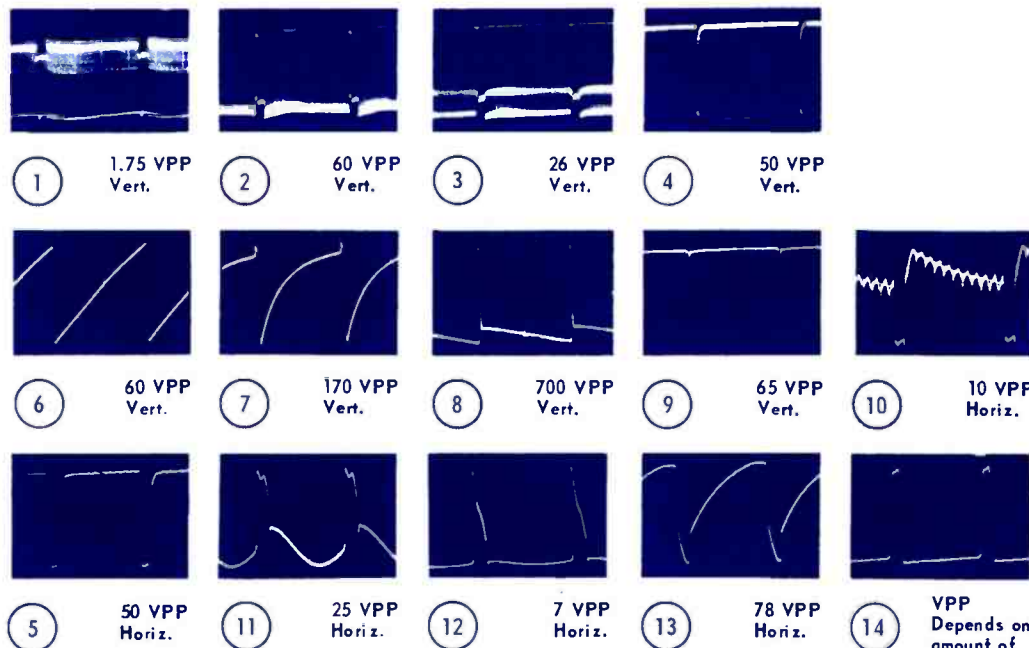 1 1.75 VPP
Vert.
2 60 VPP
Vert.
3 26 VPP
Vert.
4 50 VPP
Vert.
6 60 VPP
Vert.
7 170 VPP
Vert.
8 700 VPP
Vert.
9 65 VPP
Vert.
10 10 VPP
Horiz.
5 50 VPP
Horiz.
11 25 VPP
Horiz.
12 7 VPP
Horiz.
13 78 VPP
Horiz.
14 VPP
Depends on
amount of